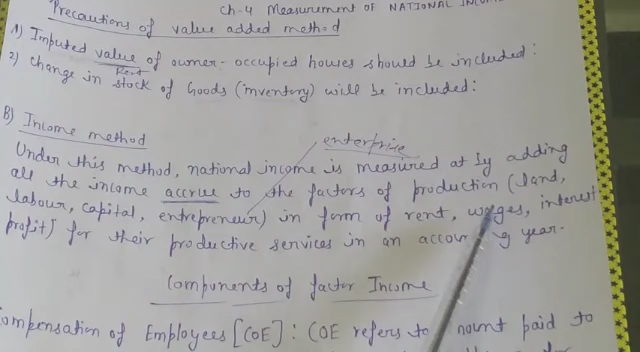 Ch-4 Measurement OF NATIONAL INCOM
Precautions of value added method
1) Imputed value of owner-occupied houses should be included:
Rent
2) Change in stock of Goods (inventory) will be included:
B) Income method
enterprise
Under this method, national income is measured at by adding
all the income accrue to the factors of production (land,
labour, capital, entrepreneur) in form of rent, wages, interest
profit] for their productive services in an year.
Components of factor Income
ompensation of Employees [COE] : COE refers to mount paid to